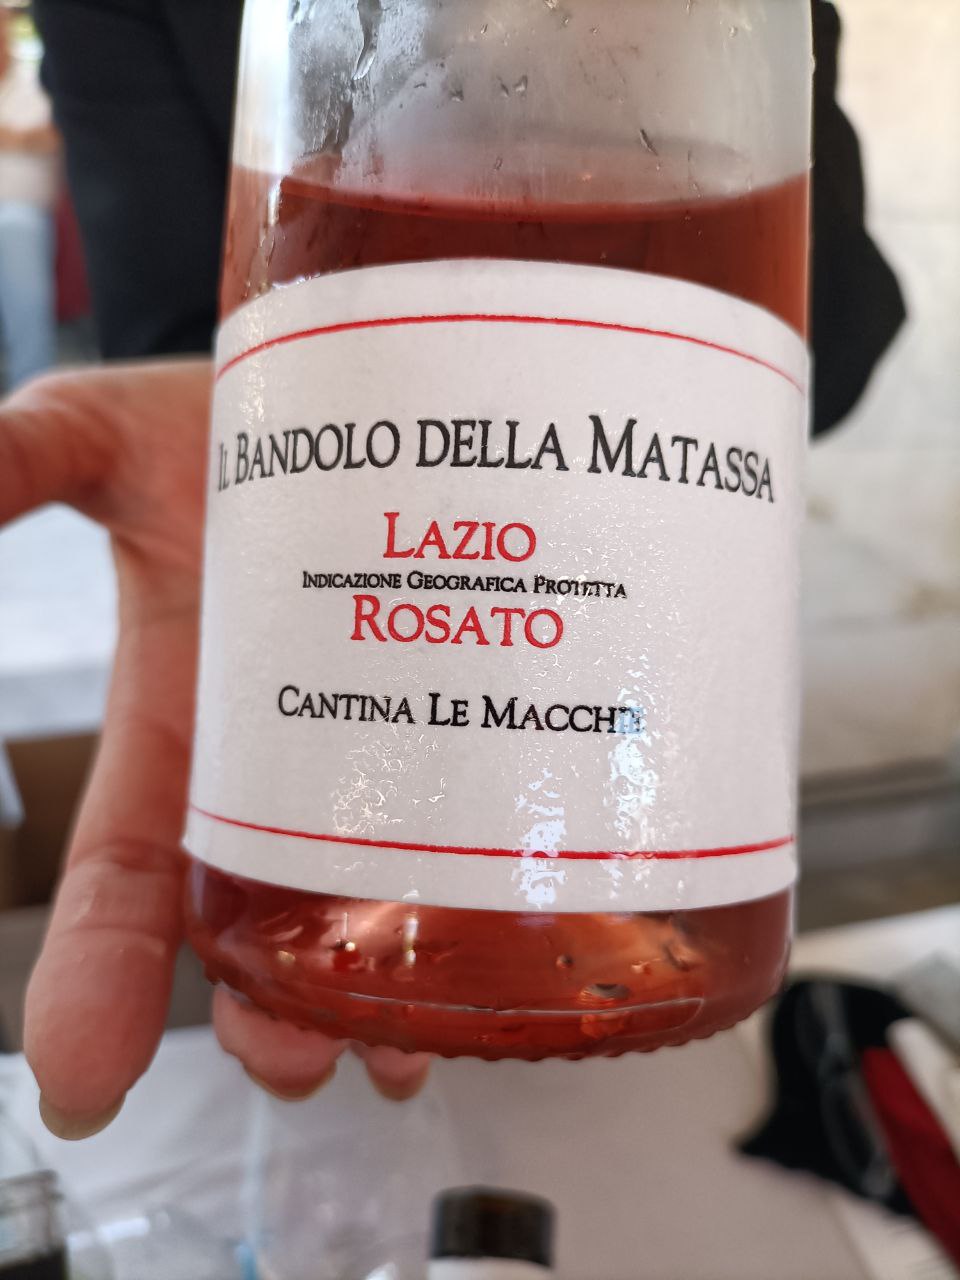 Il Bandolo della Matassa
Lazio
Indicazione Geografica Protetta
Rosato
Cantina Le Macchie